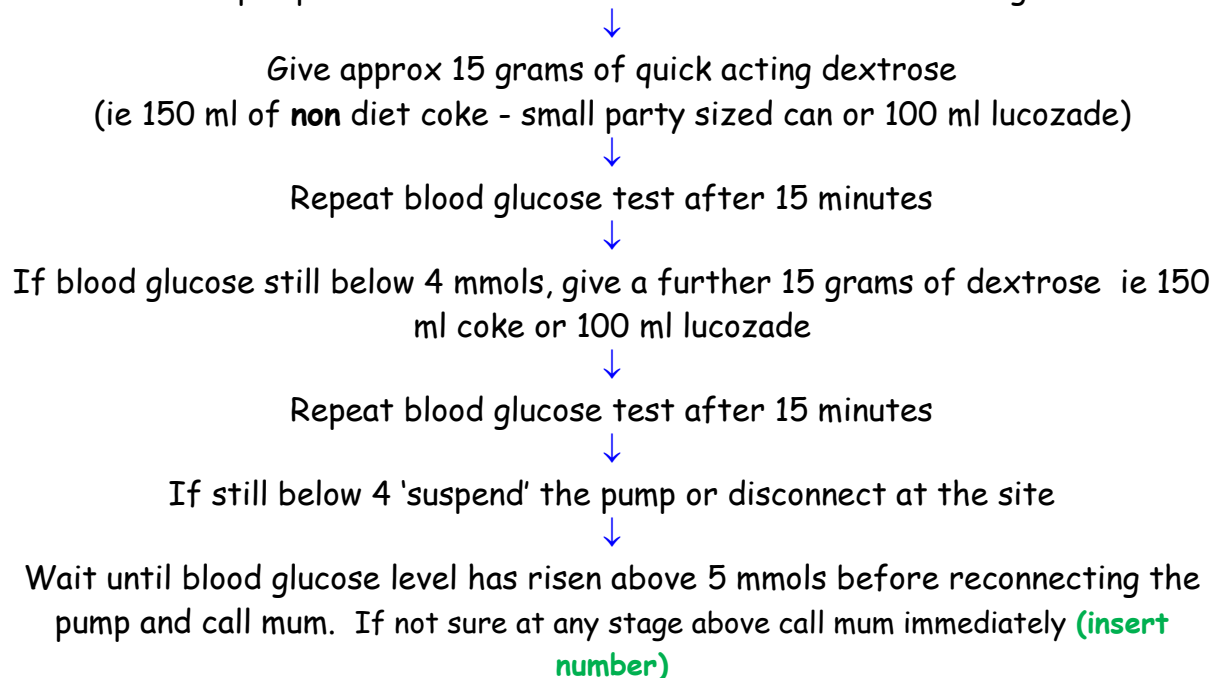 ↓
Give approx 15 grams of quick acting dextrose
(ie 150 ml of non diet coke - small party sized can or 100 ml lucozade)
↓
Repeat blood glucose test after 15 minutes
↓
If blood glucose still below 4 mmols, give a further 15 grams of dextrose ie 150
ml coke or 100 ml lucozade
↓
Repeat blood glucose test after 15 minutes
↓
If still below 4 ‘suspend’ the pump or disconnect at the site
↓
Wait until blood glucose level has risen above 5 mmols before reconnecting the
pump and call mum. If not sure at any stage above call mum immediately (insert
number)